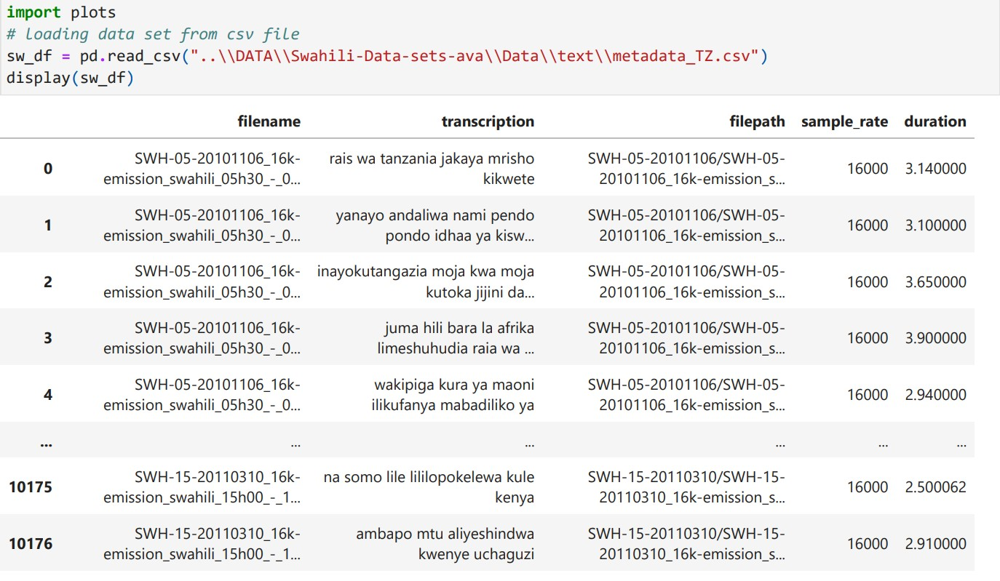 import plots
# loading data set from csv file
sw_df = pd.read_csv("..\\DATA\\Swahili-Data-sets-ava\\Data\\text\\metadata_TZ.csv")
display(sw_df)
filename transcription filepath sample_rate duration
SWH-05-20101106_16k- rais wa tanzania jakaya mrisho SWH-05-20101106/SWH-05-
0 16000 3.140000
emission_swahili_05h30_-_0... kikwete 20101106_16k-emission_s...
SWH-05-20101106_16k- yanayo andaliwa nami pendo SWH-05-20101106/SWH-05-
1 16000 3.100000
emission_swahili_05h30_-_0... pondo idhaa ya kisw... 20101106_16k-emission_s...
SWH-05-20101106_16k- inayokutangazia moja kwa moja SWH-05-20101106/SWH-05-
2 16000 3.650000
emission_swahili_05h30_-_0... kutoka jijini da... 20101106_16k-emission_s...
SWH-05-20101106_16k- juma hili bara la afrika SWH-05-20101106/SWH-05-
3 16000 3.900000
emission_swahili_05h30_-_0... limeshuhudia raia wa ... 20101106_16k-emission_s...
SWH-05-20101106_16k- wakipiga kura ya maoni SWH-05-20101106/SWH-05-
4 16000 2.940000
emission_swahili_05h30_-_0... ilikufanya mabadiliko ya 20101106_16k-emission_s...
... ... ... ... ... ...
SWH-15-20110310_16k- na somo lile lililopokelewa kule SWH-15-20110310/SWH-15-
10175 16000 2.500062
emission_swahili_15h00_-_1... kenya 20110310_16k-emission_s...
SWH-15-20110310_16k- ambapo mtu aliyeshindwa SWH-15-20110310/SWH-15-
10176 16000 2.910000
emission_swahili_15h00_-_1... kwenye uchaguzi 20110310_16k-emission_s...